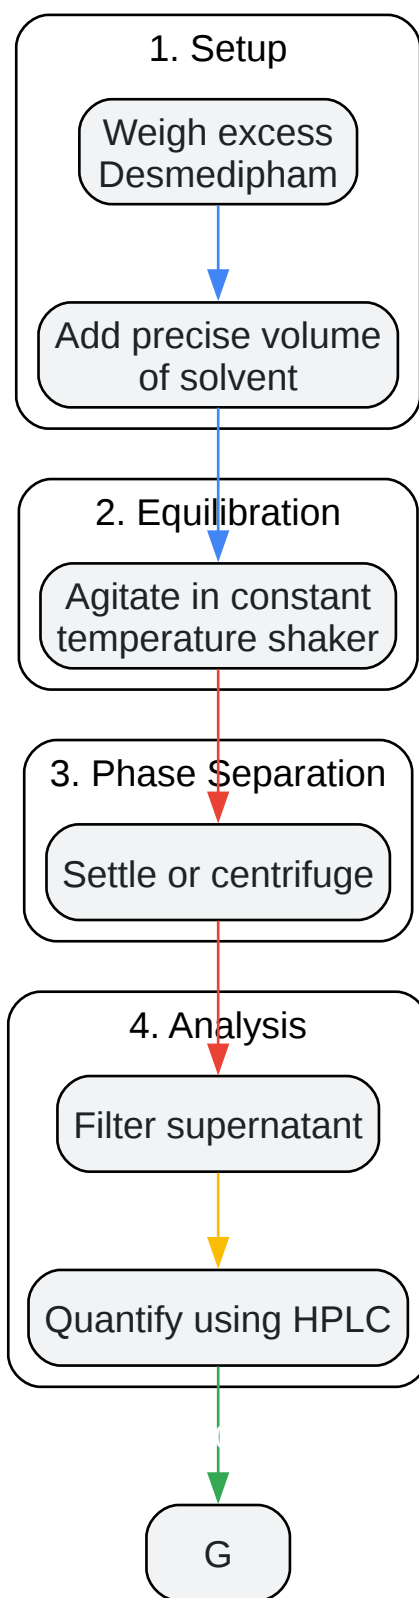 1. Setup
Weigh excess
Desmedipham
Add precise volume
of solvent
2. Equilibration
Agitate in constant
temperature shaker
3. Phase Separation
Settle or centrifuge
4. Analysis
Filter supernatant
Quantify using HPLC
G